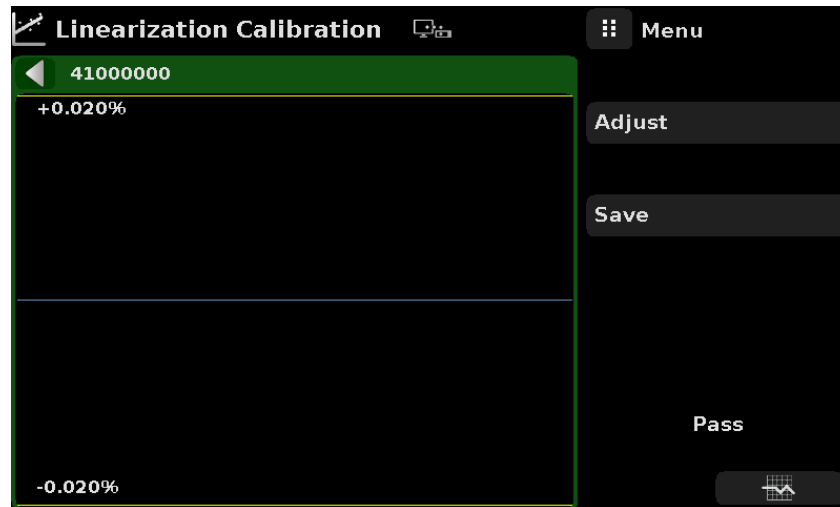 Linearization Calibration
Menu
41000000
+0.020%
Adjust
Save
Pass
-0.020%